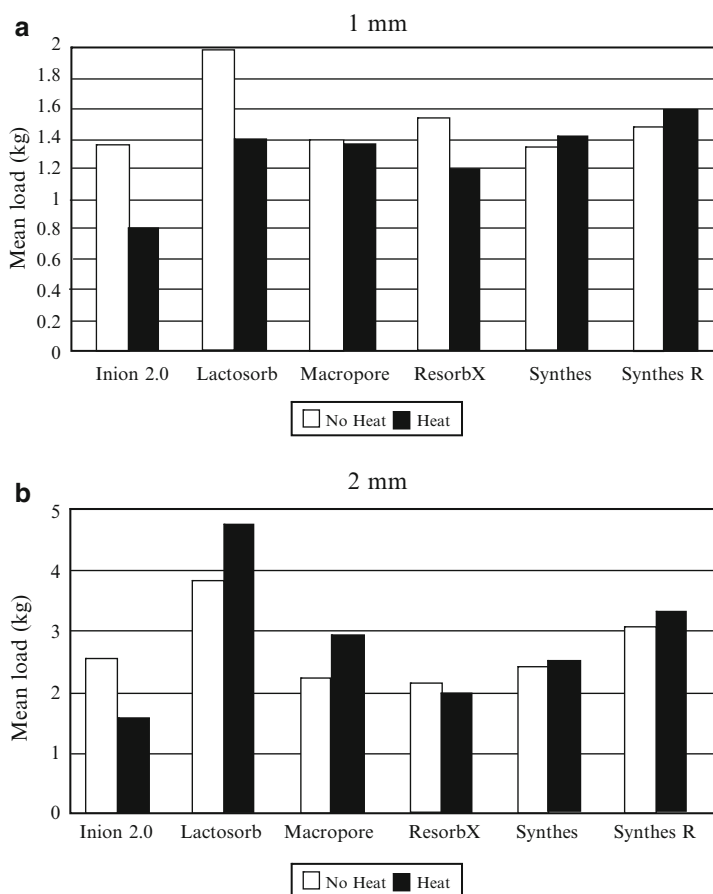 a
1 mm
Mean load (kg)
2
1.8
1.6
1.4
1.2
1
0.8
0.6
0.4
0.2
0
Inion 2.0 Lactosorb Macropore ResorbX Synthes Synthes R
No Heat Heat
b
2 mm
Mean load (kg)
5
4
3
2
1
0
Inion 2.0 Lactosorb Macropore ResorbX Synthes Synthes R
No Heat Heat